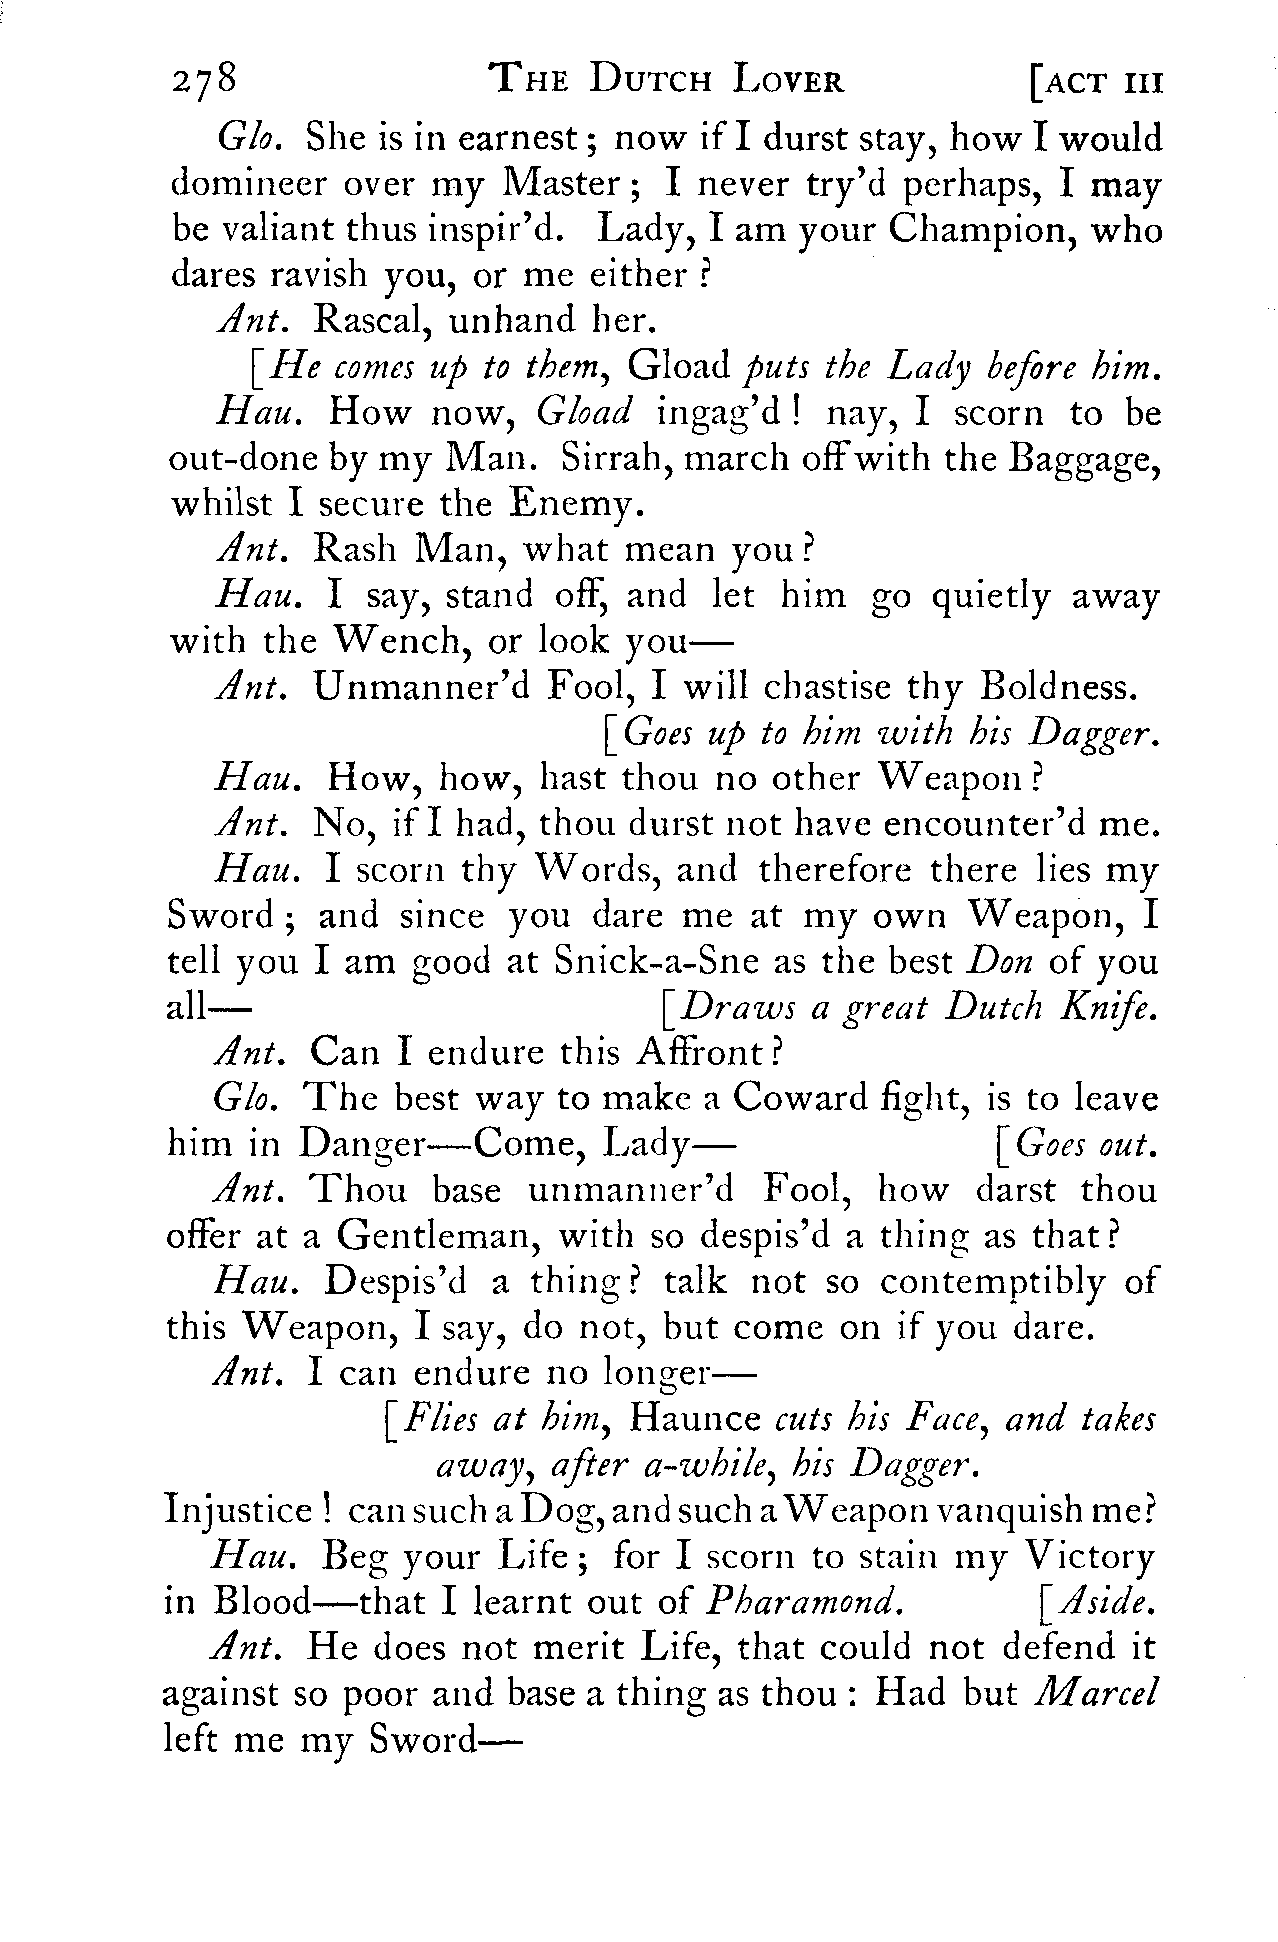 278 THE DUTCH LOVER [ACT III
Glo. She is in earnest ; now if I durst stay, how I would
domineer over my Master ; I never try'd perhaps, I may
be valiant thus inspir'd. Lady, I am your Champion, who
dares ravish you, or me either ?
Ant. Rascal, unhand her.
[He comes up to them, Gload puts the Lady before him.
Hau. How now, Gload ingag'd ! nay, I scorn to be
out-done by my Man. Sirrah, march off with the Baggage,
whilst I secure the Enemy.
Ant. Rash Man, what mean you ?
Hau. I say, stand off, and let him go quietly away
with the Wench, or look you—
Ant. Unmanner'd Fool, I will chastise thy Boldness.
[Goes up to him with his Dagger.
Hau. How, how, hast thou no other Weapon ?
Ant. No, if I had, thou durst not have encounter'd me.
Hau. I scorn thy Words, and therefore there lies my
Sword ; and since you dare me at my own Weapon, I
tell you I am good at Snick-a-Sne as the best Don of you
all— [Draws a great Dutch Knife.
Ant. Can I endure this Affront ?
Glo. The best way to make a Coward fight, is to leave
him in Danger—Come, Lady— [Goes out.
Ant. Thou base unmanner'd Fool, how darst thou
offer at a Gentleman, with so despis'd a thing as that ?
Hau. Despis'd a thing ? talk not so contemptibly of
this Weapon, I say, do not, but come on if you dare.
Ant. I can endure no longer—
[Flies at him, Haunce cuts his Face, and takes
away, after a-while, his Dagger.
Injustice ! can such a Dog, and such a Weapon vanquish me?
Hau. Beg your Life ; for I scorn to stain my Victory
in Blood—that I learnt out of Pharamond. [Aside.
Ant. He does not merit Life, that could not defend it
against so poor and base a thing as thou : Had but Marcel
left me my Sword—